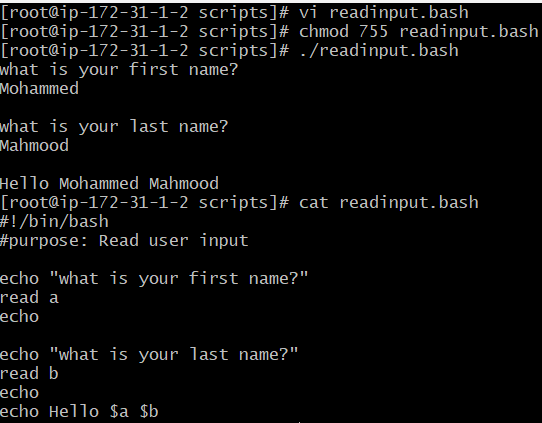 [root@ip-172-31-1-2 scripts]# vi readinput.bash
[root@ip-172-31-1-2 scripts]# chmod 755 readinput.bash
[root@ip-172-31-1-2 scripts]# ./readinput.bash
what is your first name?
Mohammed

what is your last name?
Mahmood

Hello Mohammed Mahmood
[root@ip-172-31-1-2 scripts]# cat readinput.bash
#!/bin/bash
#purpose: Read user input

echo "what is your first name?"
read a
echo

echo "what is your last name?"
read b
echo
echo Hello $a $b